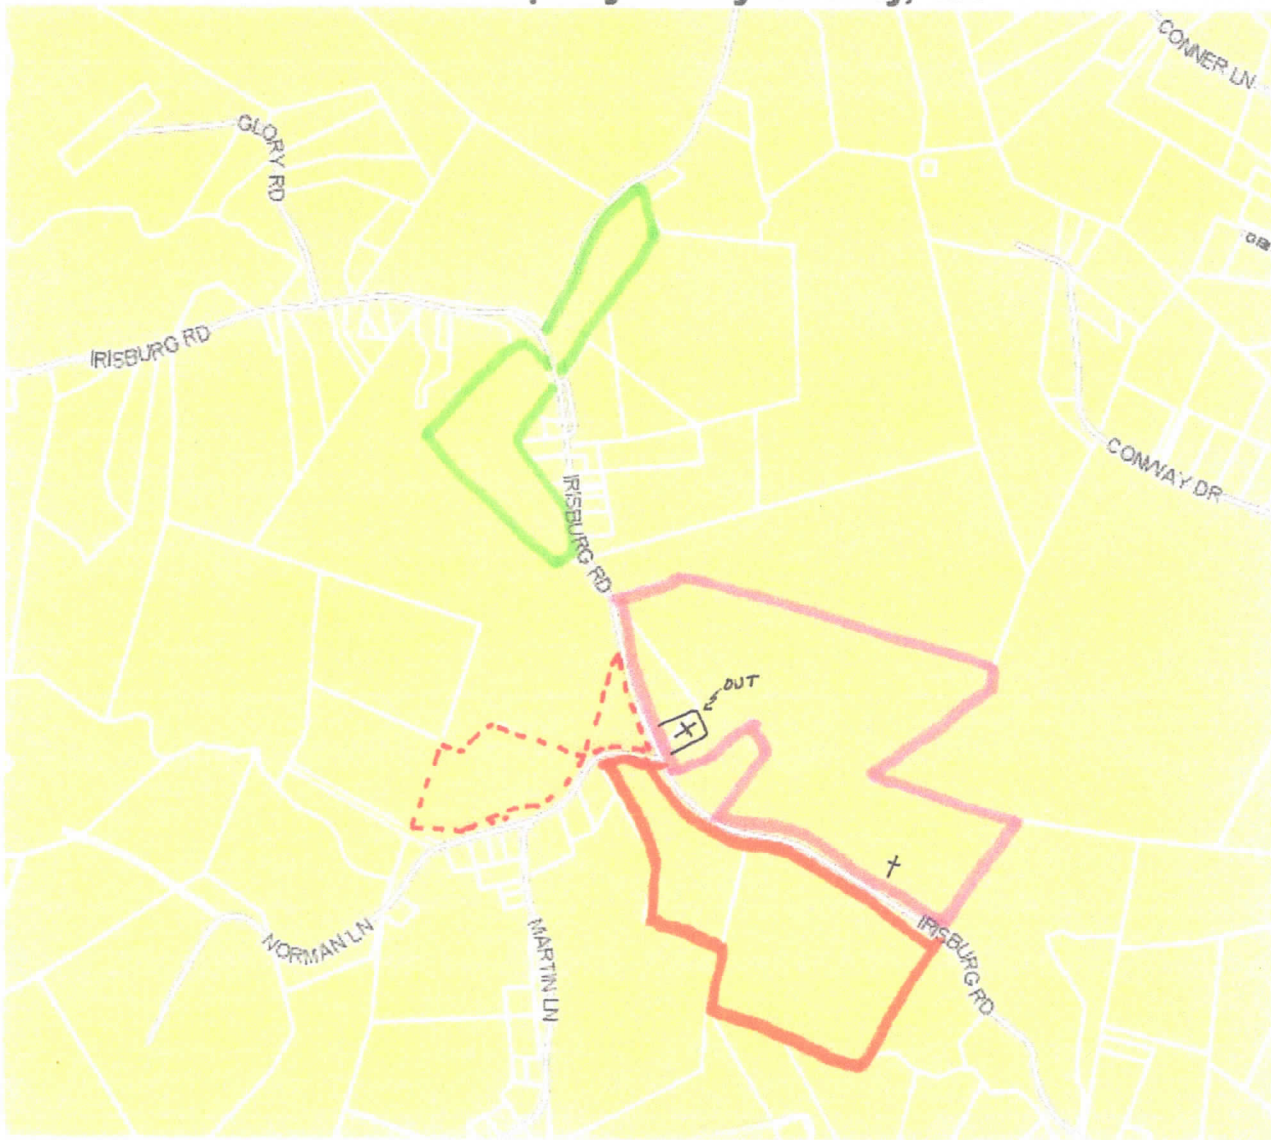 CONNER LN
GLORY RD
IRISBURG RD
CONWAY DR
IRISBURG RD
OUT
IRISBURG RD
NORMAN LN
MARTIN LN